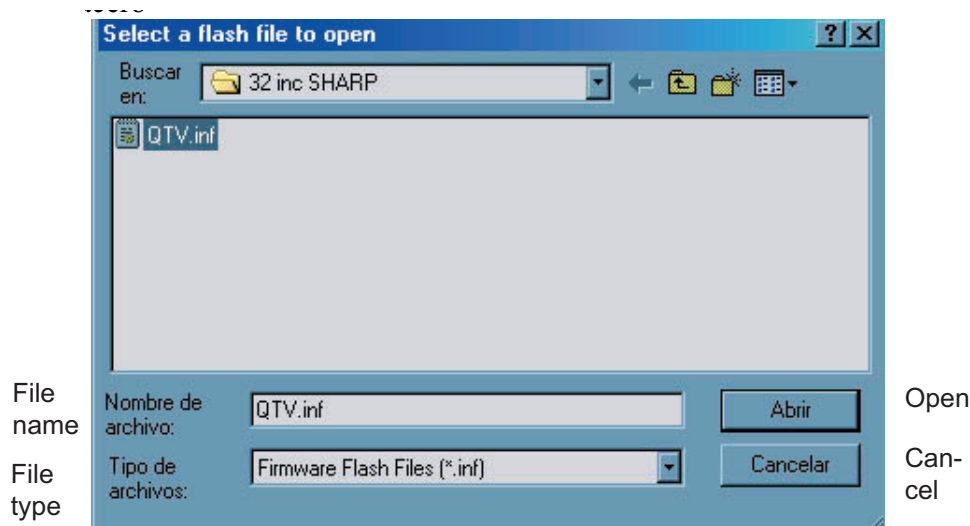 Select a flash file to open
Buscar en:
32 inc SHARP
QTV.inf
File name
Nombre de archivo:
QTV.inf
Abrir
Open
File type
Tipo de archivos:
Firmware Flash Files (*.inf)
Cancelar
Can-
cel